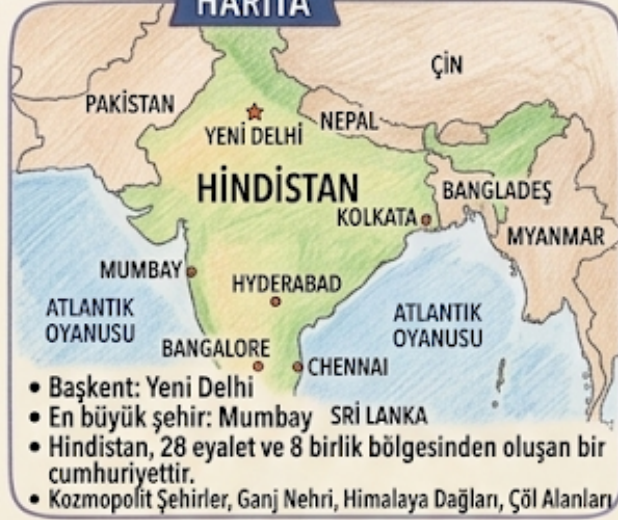 HARİTA
ÇİN
PAKİSTAN
YENİ DELHİ
NEPAL
HİNDİSTAN
BANGLADEŞ
KOLKATA
MYANMAR
MUMBAY
HYDERABAD
ATLANTIK
OYANUSU
ATLANTIK
OYANUSU
BANGALORE
CHENNAI
• Başkent: Yeni Delhi
• En büyük şehir: Mumbay
SRİ LANKA
• Hindistan, 28 eyalet ve 8 birlik bölgesinden oluşan bir
cumhuriyettir.
• Kozmopolit Şehirler, Ganj Nehri, Himalaya Dağları, Çöl Alanları